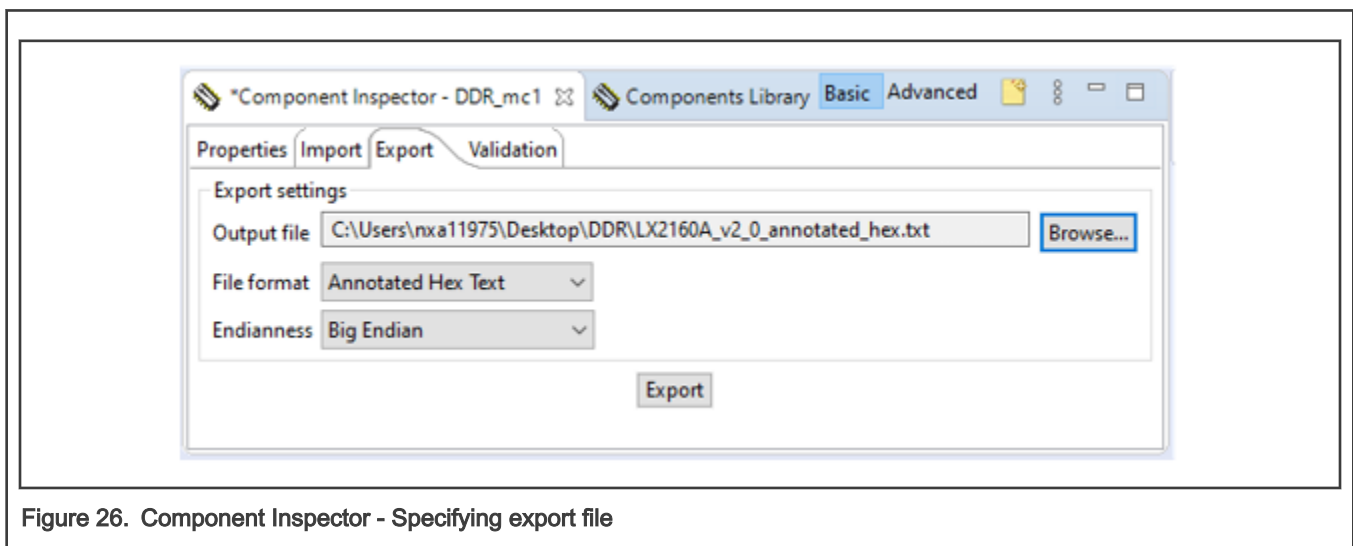 *Component Inspector - DDR_mc1 Components Library Basic Advanced
Properties Import Export Validation
Export settings
Output file C:\Users\nxa11975\Desktop\DDR\LX2160A_v2_0_annotated_hex.txt Browse...
File format Annotated Hex Text
Endianness Big Endian
Export
Figure 26. Component Inspector - Specifying export file